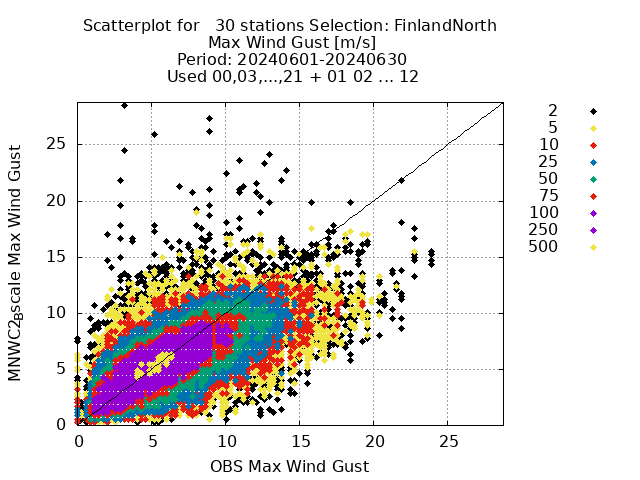 Scatterplot for   30 stations Selection: FinlandNorth
Max Wind Gust [m/s]
Period: 20240601-20240630
Used 00,03,...,21 + 01 02 ... 12
MNWC2.5scale Max Wind Gust
25
20
15
10
5
0
0 5 10 15 20 25
OBS Max Wind Gust
2
5
10
25
50
75
100
250
500